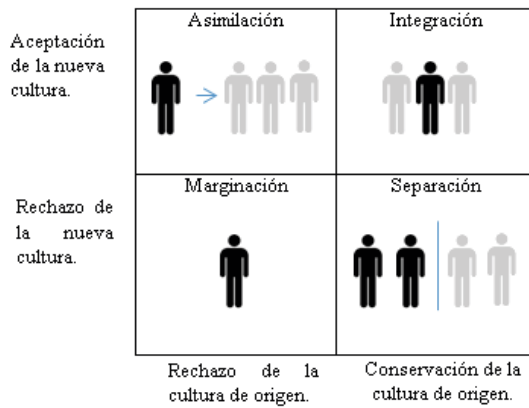 Asimilación
Integración
Aceptación
de la nueva
cultura.
Marginación
Separación
Rechazo de
la nueva
cultura.
Rechazo de la
cultura de origen.
Conservación de la
cultura de origen.